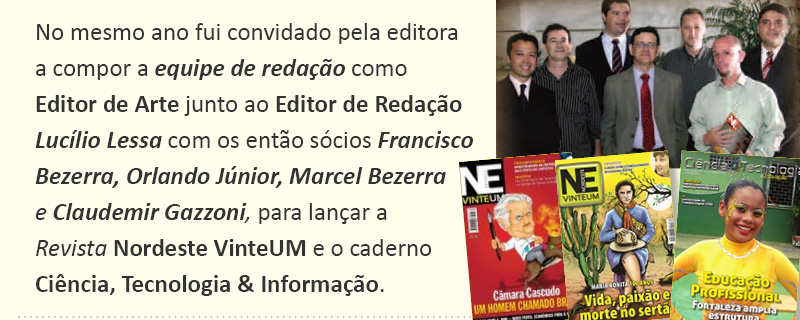 No mesmo ano fui convidado pela editora
a compor a equipe de redação como
Editor de Arte junto ao Editor de Redação
Lucílio Lessa com os então sócios Francisco
Bezerra, Orlando Júnior, Marcel Bezerra
e Claudemir Gazzoni, para lançar a
Revista Nordeste VinteUM e o caderno
Ciência, Tecnologia & Informação.
NE
VINTEUM
Câmara Cascudo
UM HOMEM CHAMADO BR
NE
VINTEUM
MARIA BONITA 100 ANOS
Vida, paixão e
morte no serta
Ciência Tecnologia
Educação
Profissional
FORTALEZA AMPLIA
ESTRUTURA